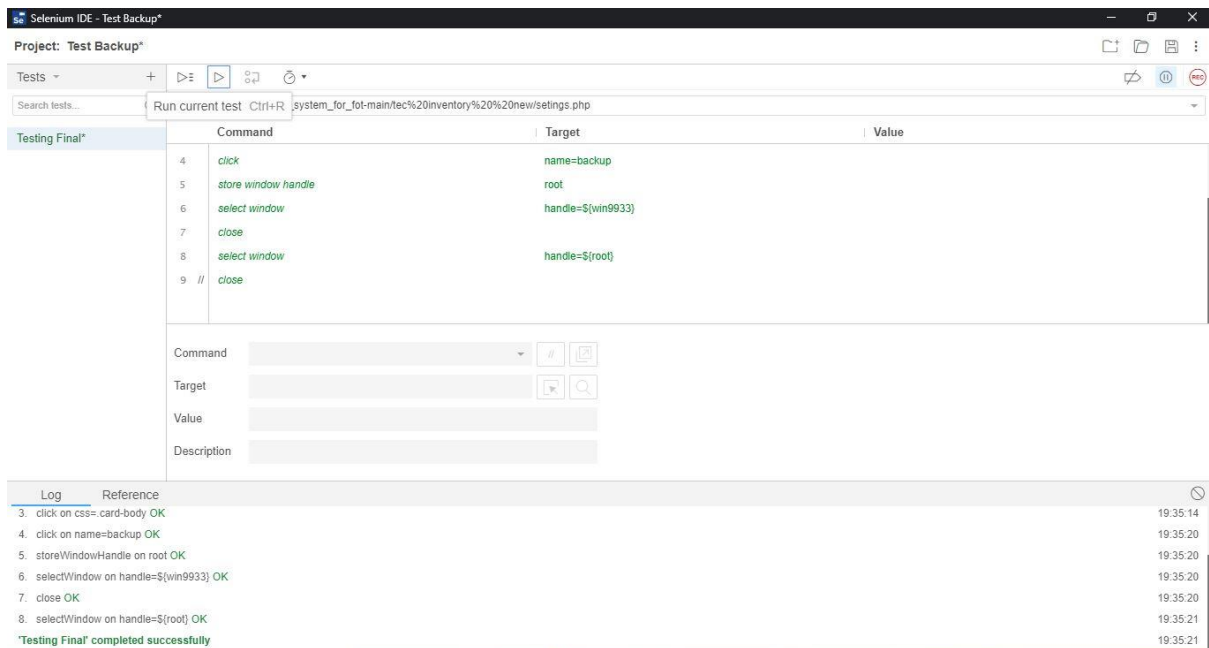 Se Selenium IDE - Test Backup*
Project: Test Backup*
Tests
Search tests...
Run current test Ctrl+R
_system_for_fot-main/tec%20inventory%20%20new/setings.php
REC
Testing Final*
Command Target Value
4 click name=backup
5 store window handle root
6 select window handle=${win9933}
7 close
8 select window handle=${root}
9 // close
Command //
Target
Value
Description
Log Reference
3. click on css=.card-body OK 19:35:14
4. click on name=backup OK 19:35:20
5. storeWindowHandle on root OK 19:35:20
6. selectWindow on handle=${win9933} OK 19:35:20
7. close OK 19:35:20
8. selectWindow on handle=${root} OK 19:35:21
'Testing Final' completed successfully 19:35:21